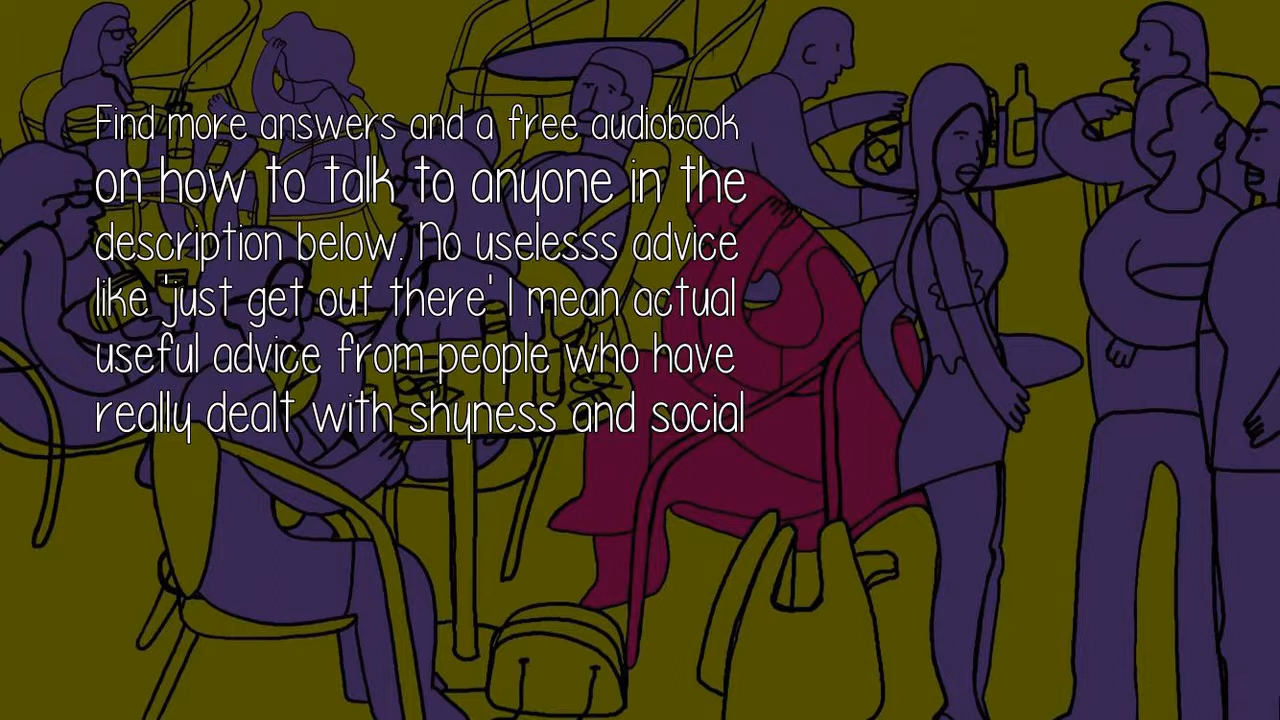 Find more answers and a free audiobook
on how to talk to anyone in the
description below. No uselesss advice
like 'just get out there' I mean actual
useful advice from people who have
really dealt with shyness and social